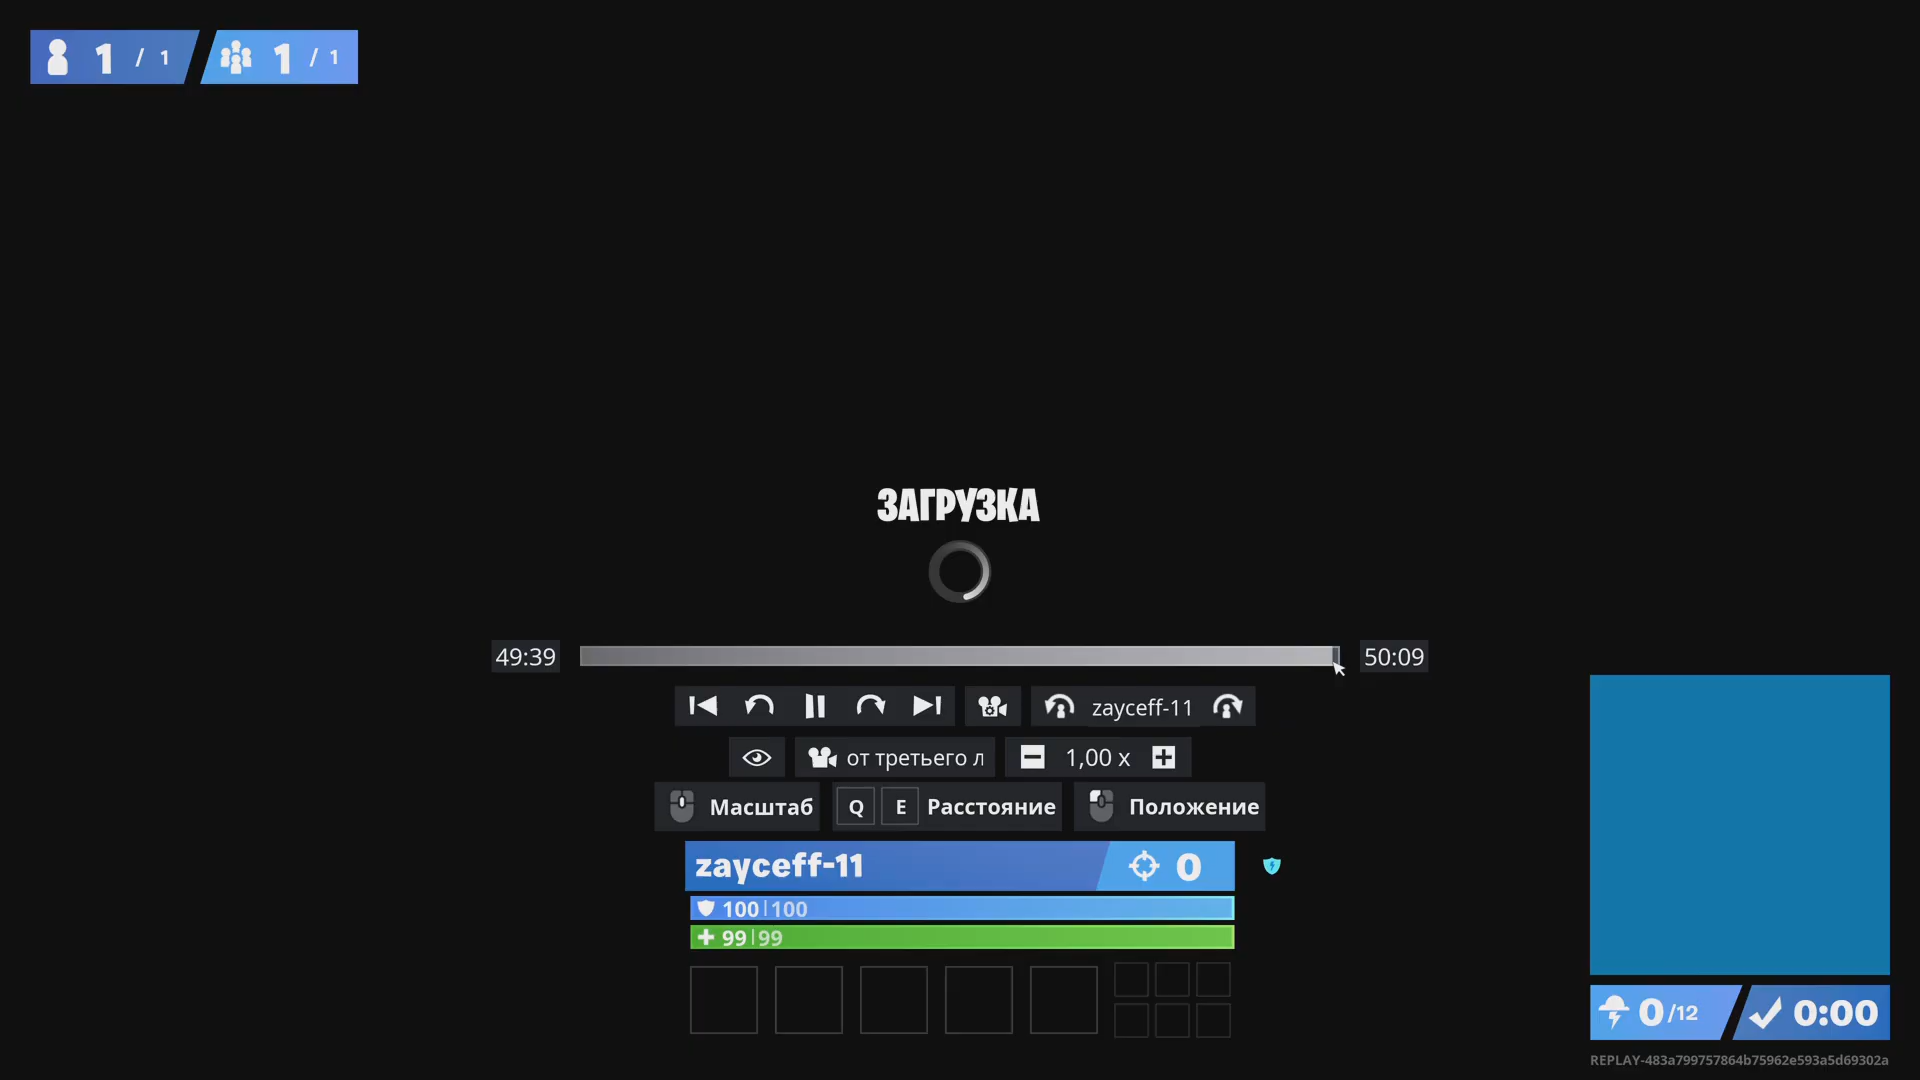 1 / 1
1 / 1
ЗАГРУЗКА
49:39
50:09
zayceff-11
от третьего л
1,00 x
Масштаб
Q E Расстояние
Положение
zayceff-11
0
100|100
99|99
0/12
0:00
REPLAY-483a799757864b75962e593a5d69302a